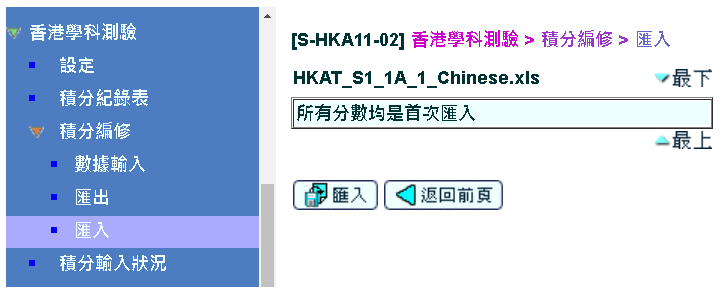 香港學科測驗
設定
積分紀錄表
積分編修
數據輸入
匯出
匯入
積分輸入狀況
[S-HKA11-02] 香港學科測驗 > 積分編修 > 匯入
HKAT_S1_1A_1_Chinese.xls
最下
所有分數均是首次匯入
最上
匯入
返回前頁